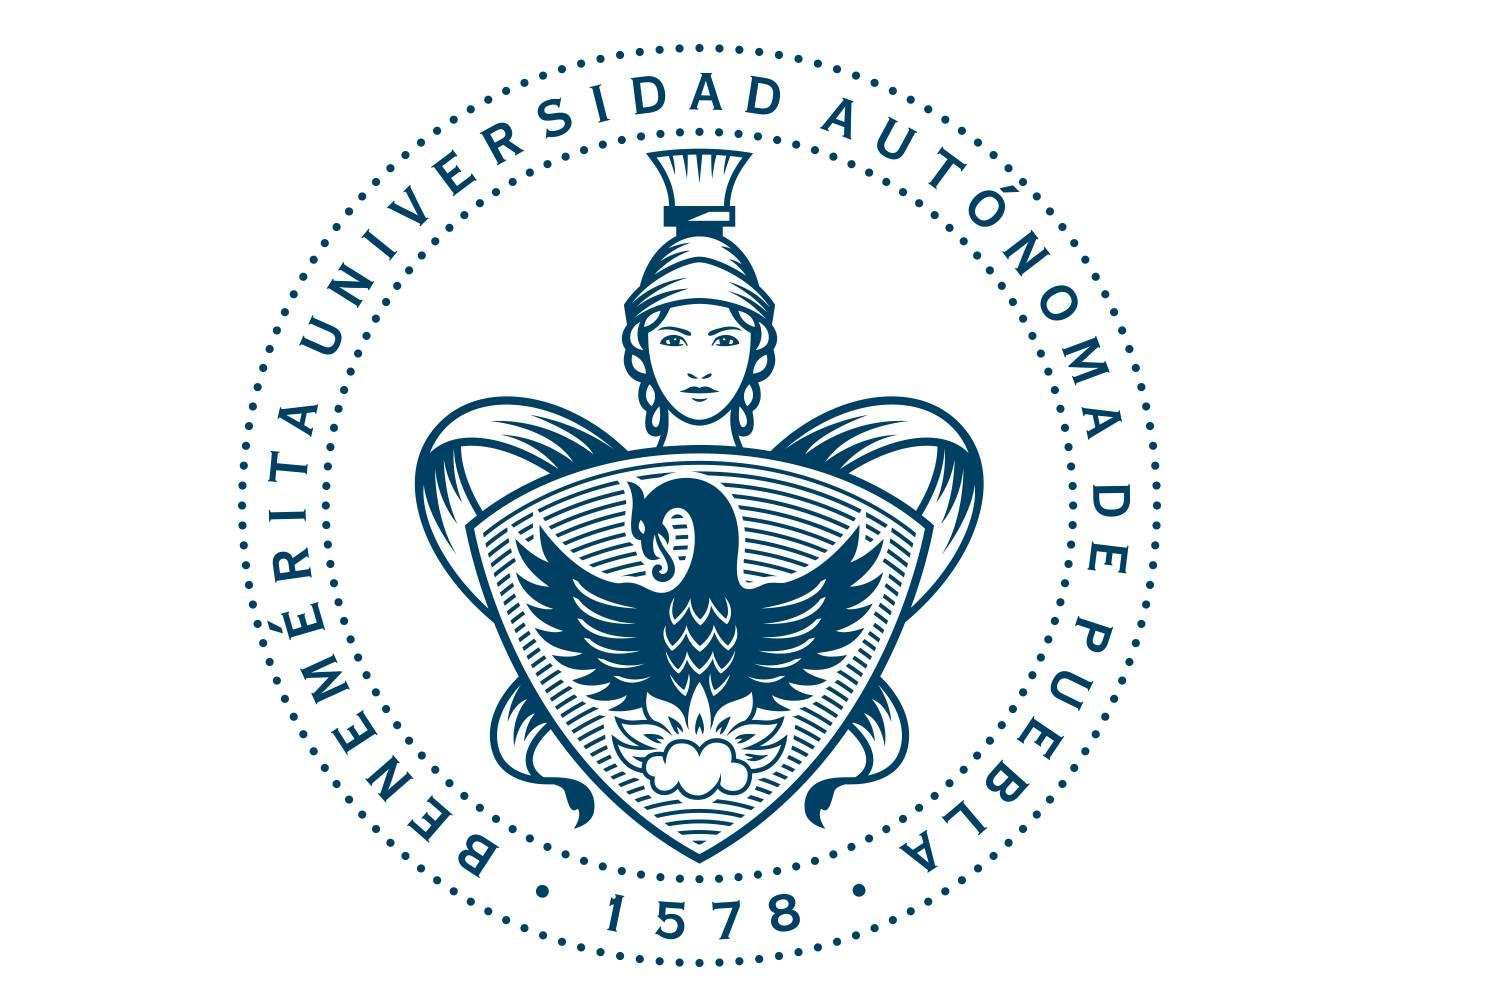 BENEMÉRITA UNIVERSIDAD AUTÓNOMA DE PUEBLA
• 1578 •